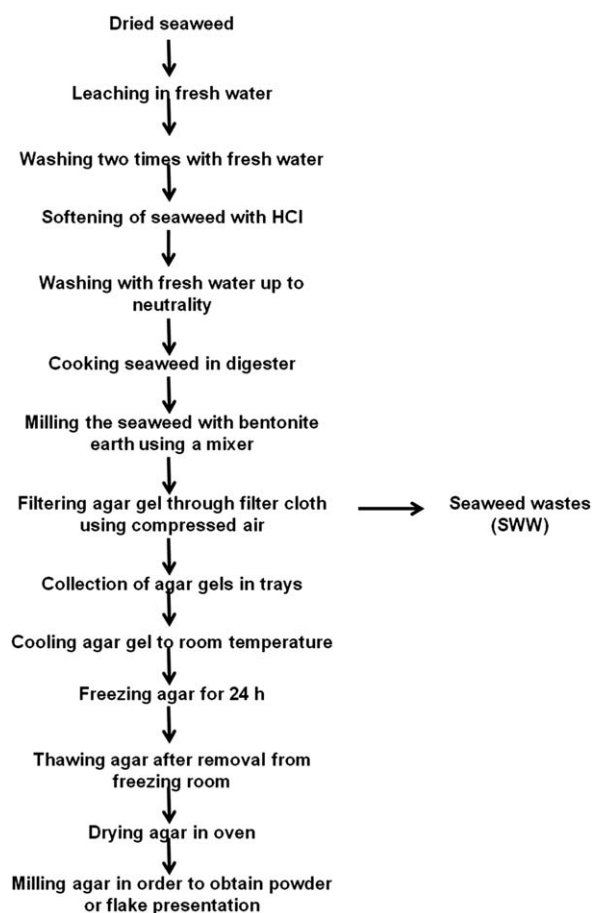 Dried seaweed
Leaching in fresh water
Washing two times with fresh water
Softening of seaweed with HCl
Washing with fresh water up to
neutrality
Cooking seaweed in digester
Milling the seaweed with bentonite
earth using a mixer
Filtering agar gel through filter cloth
using compressed air
Seaweed wastes
(SWW)
Collection of agar gels in trays
Cooling agar gel to room temperature
Freezing agar for 24 h
Thawing agar after removal from
freezing room
Drying agar in oven
Milling agar in order to obtain powder
or flake presentation